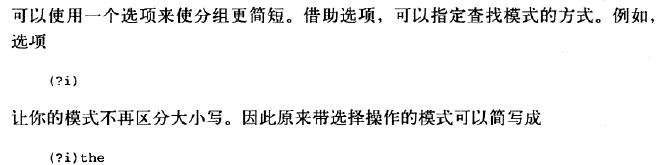 可以使用一个选项来使分组更简短。借助选项，可以指定查找模式的方式。例如，
选项
(?i)
让你的模式不再区分大小写。因此原来带选择操作的模式可以简写成
(?i)the